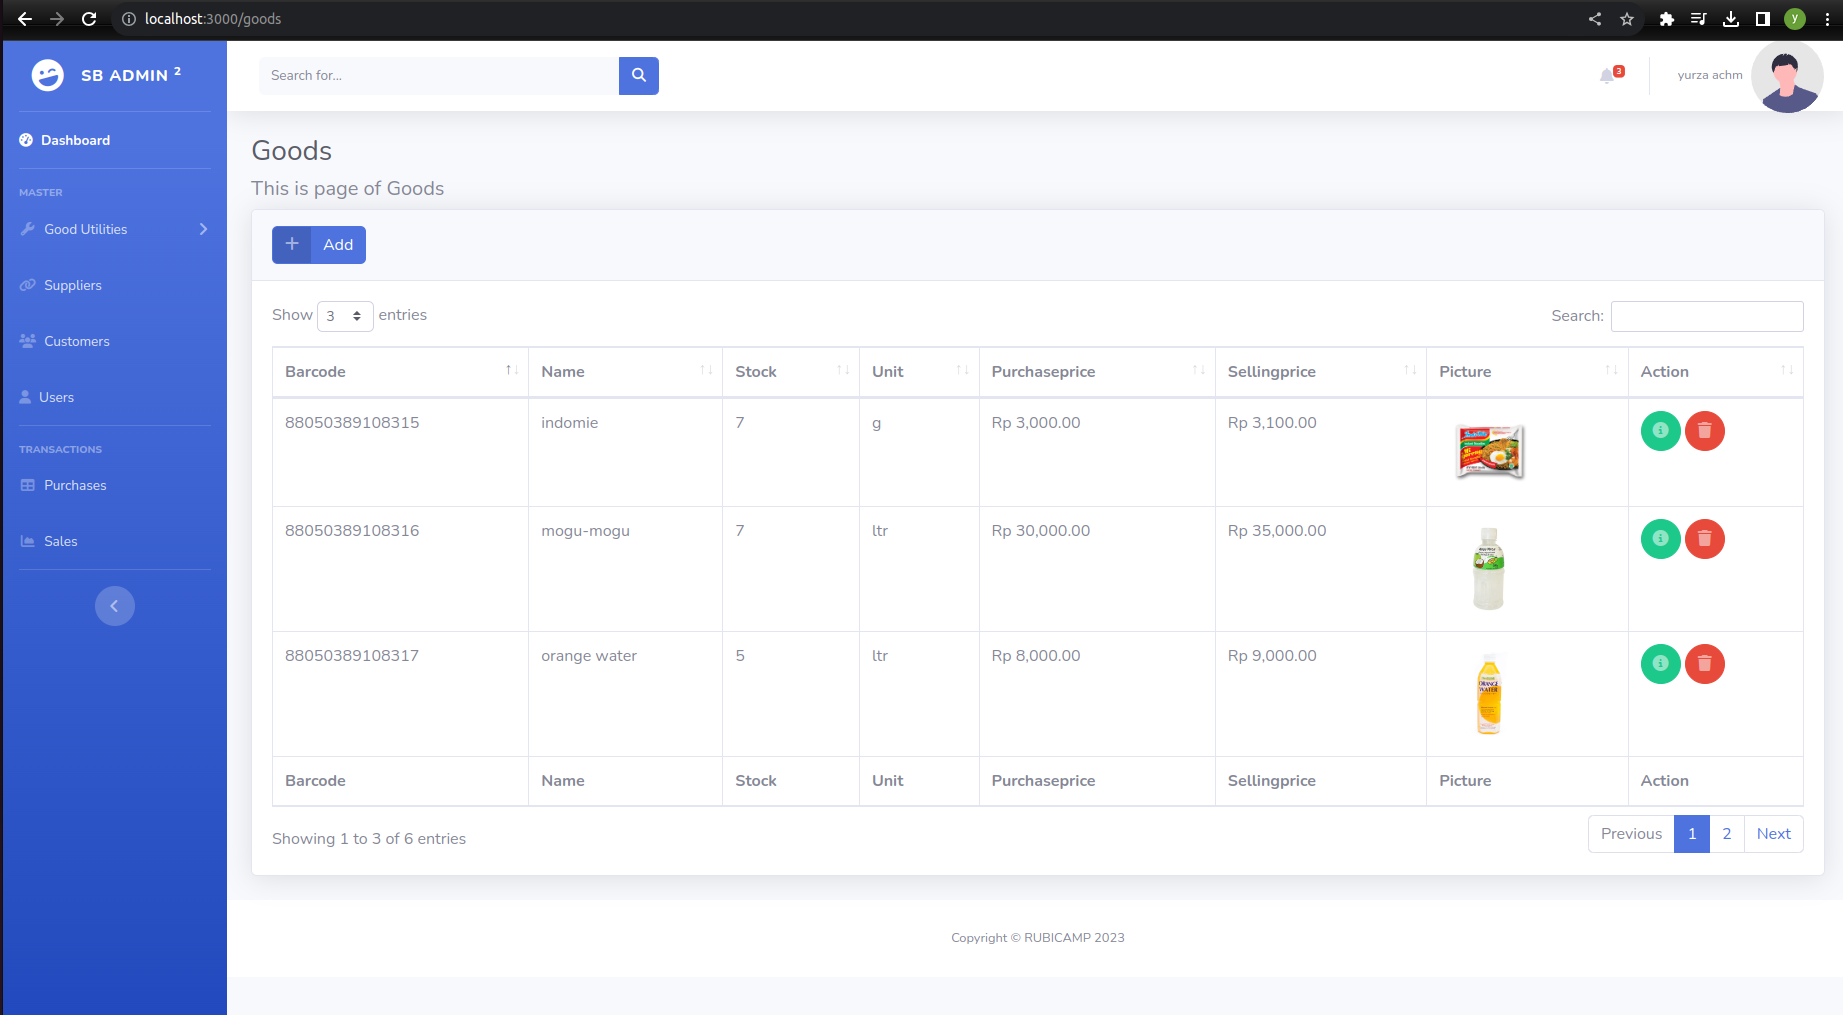 localhost:3000/goods
y
SB ADMIN 2
Search for...
3
yurza achm
Dashboard
MASTER
Good Utilities
Suppliers
Customers
Users
TRANSACTIONS
Purchases
Sales
Goods
This is page of Goods
Add
Show 3 entries
Search:
Barcode Name Stock Unit Purchaseprice Sellingprice Picture Action
88050389108315 indomie 7 g Rp 3,000.00 Rp 3,100.00
88050389108316 mogu-mogu 7 ltr Rp 30,000.00 Rp 35,000.00
88050389108317 orange water 5 ltr Rp 8,000.00 Rp 9,000.00
ORANGE
WATER
Barcode Name Stock Unit Purchaseprice Sellingprice Picture Action
Showing 1 to 3 of 6 entries
Previous 1 2 Next
Copyright © RUBICAMP 2023